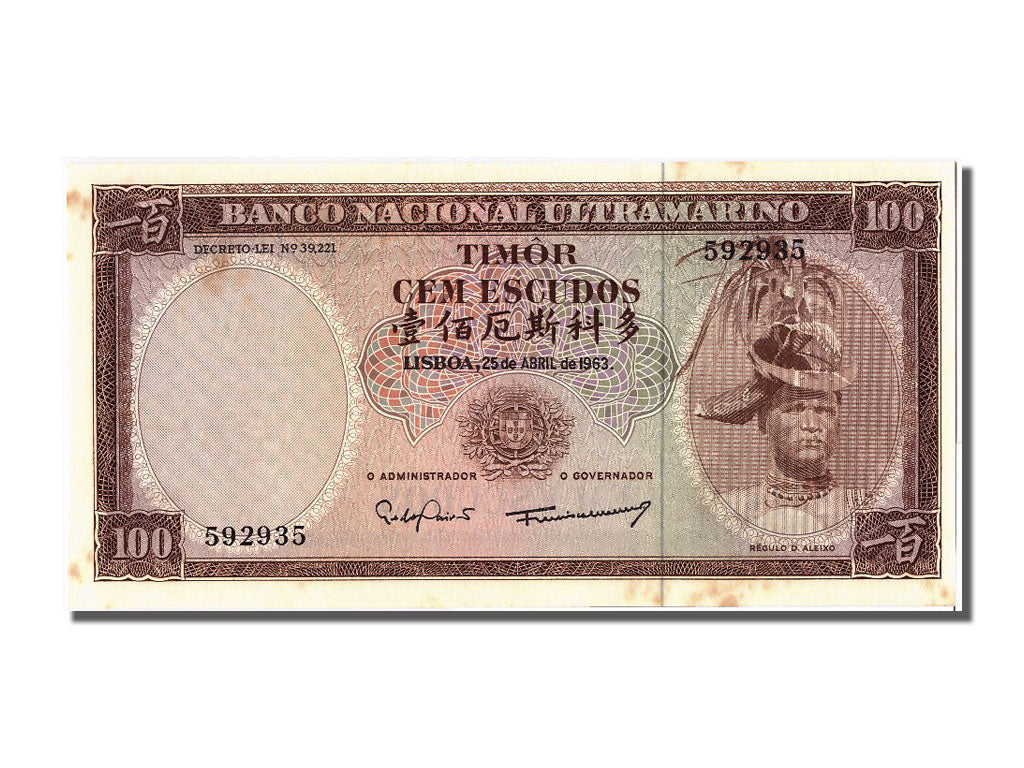 一百
BANCO NACIONAL ULTRAMARINO
100
DECRETO-LEI Nº 39,221
TIMÔR
592935
CEM ESCUDOS
壹佰厄斯科多
LISBOA, 25 de ABRIL de 1963.
O ADMINISTRADOR
O GOVERNADOR
100
592935
RÉGULO D. ALEIXO
一百